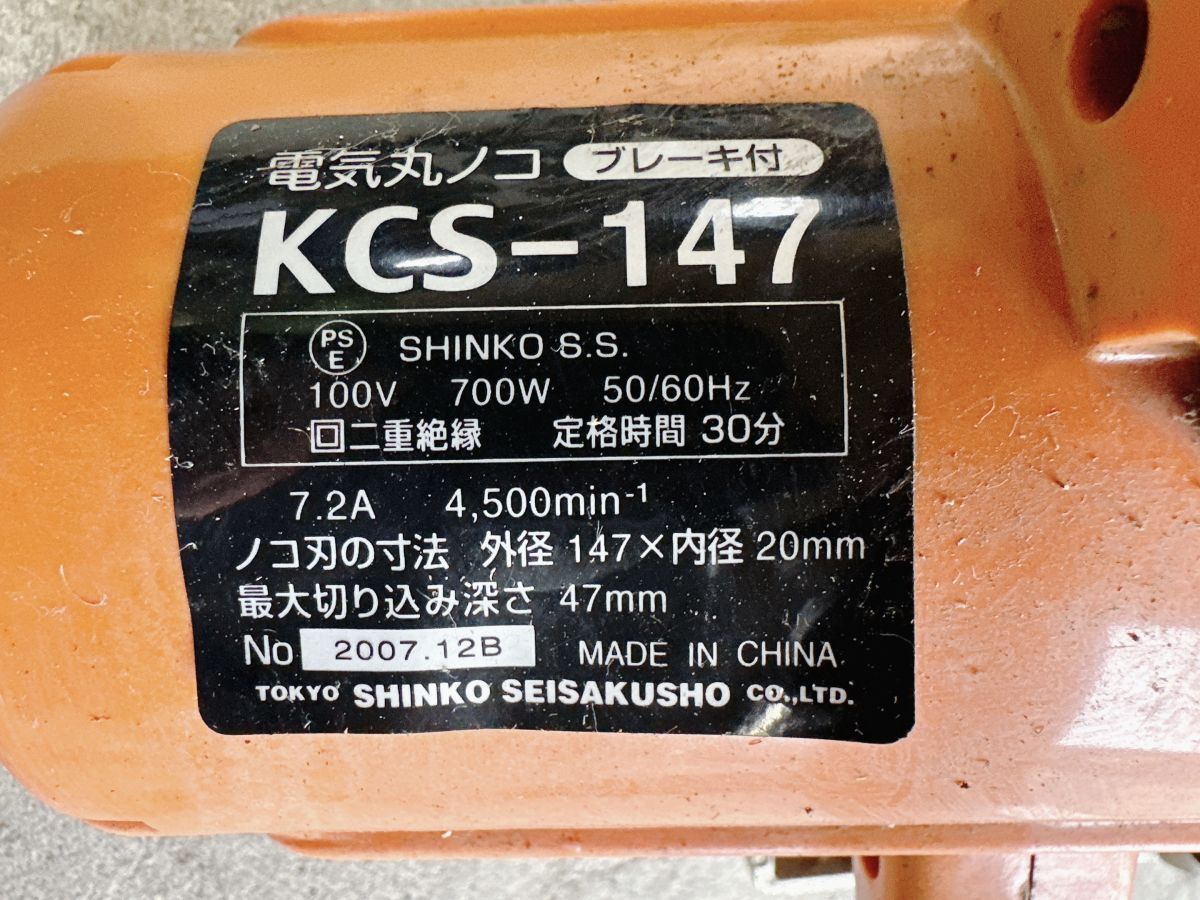 電気丸ノコ ブレーキ付
KCS-147
PS E SHINKO S.S.
100V 700W 50/60Hz
回二重絶縁 定格時間 30分
7.2A 4,500min⁻¹
ノコ刃の寸法 外径 147×内径 20mm
最大切り込み深さ 47mm
No 2007.12B MADE IN CHINA
TOKYO SHINKO SEISAKUSHO CO.,LTD.